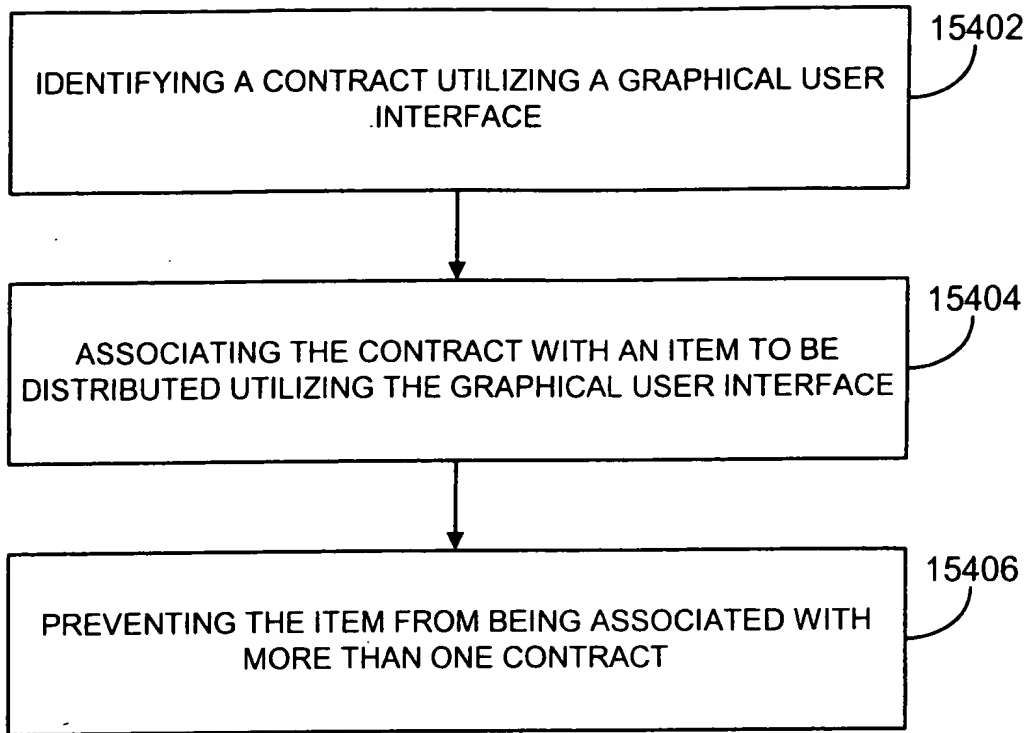 15402
IDENTIFYING A CONTRACT UTILIZING A GRAPHICAL USER
INTERFACE
15404
ASSOCIATING THE CONTRACT WITH AN ITEM TO BE
DISTRIBUTED UTILIZING THE GRAPHICAL USER INTERFACE
15406
PREVENTING THE ITEM FROM BEING ASSOCIATED WITH
MORE THAN ONE CONTRACT